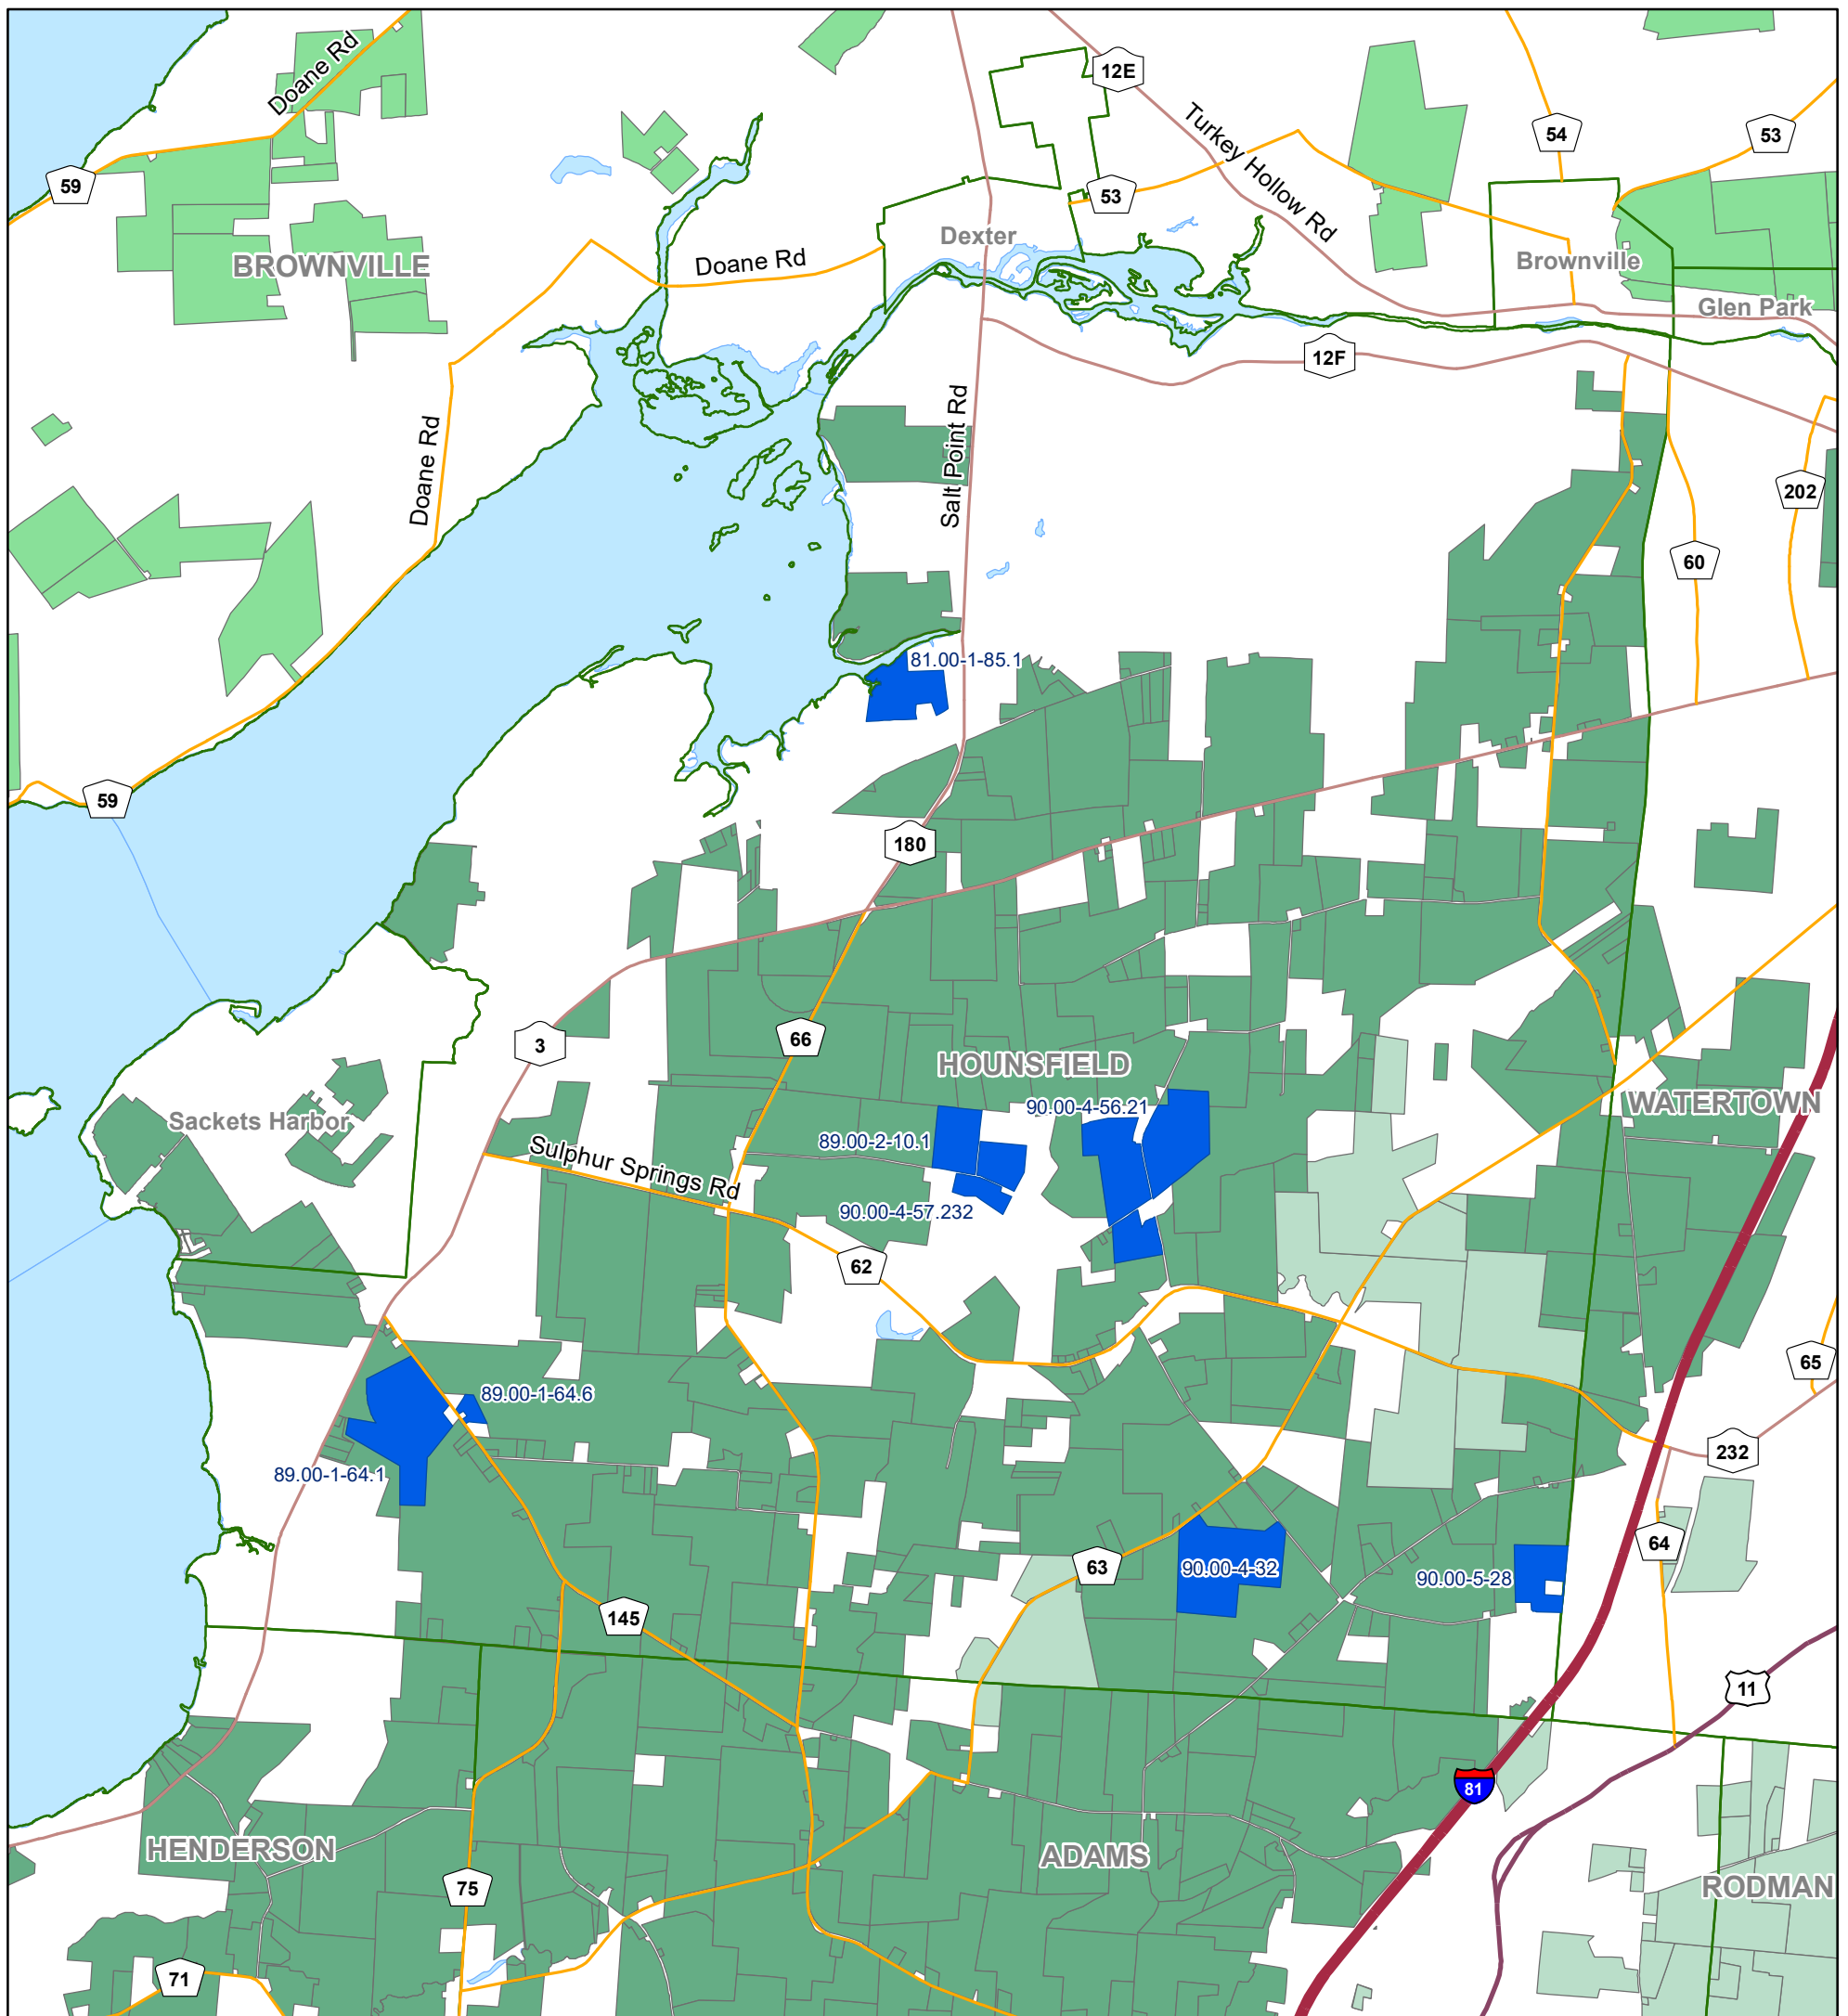 Doane Rd
12E
Turkey Hollow Rd
54
53
59
53
Dexter
BROWNVILLE
Doane Rd
Brownville
Glen Park
12F
Salt Point Rd
Doane Rd
202
60
81.00-1-85.1
59
180
3
66
HOUNSFIELD
WATERTOWN
90.00-4-56.21
Sackets Harbor
89.00-2-10.1
Sulphur Springs Rd
90.00-4-57.232
62
65
89.00-1-64.6
232
89.00-1-64.1
64
63
90.00-4-32
90.00-5-28
145
11
81
HENDERSON
ADAMS
75
RODMAN
71